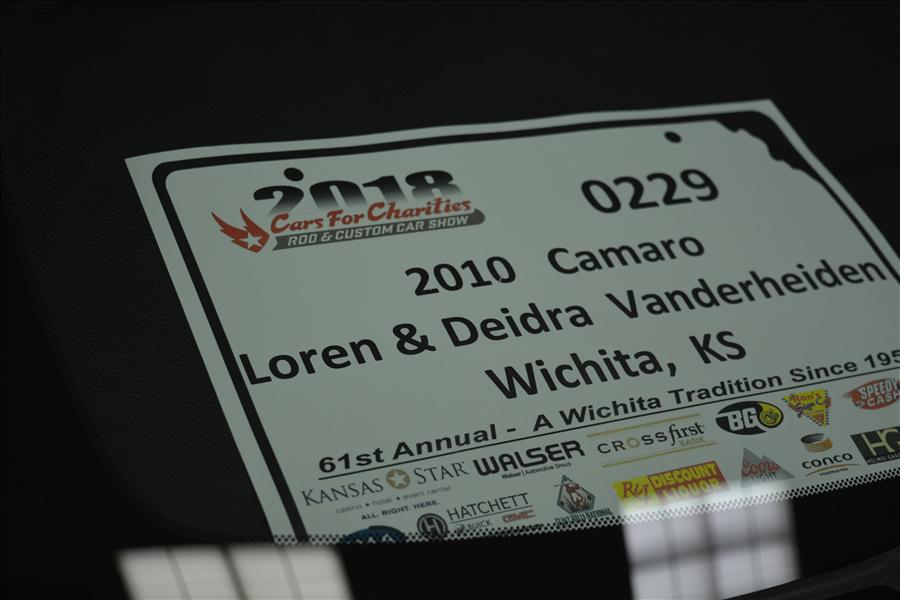 2018
0229
Cars For Charities
ROD & CUSTOM CAR SHOW
2010 Camaro
Loren & Deidra Vanderheiden
Wichita, KS
61st Annual - A Wichita Tradition Since 195
KANSAS STAR
casino • hotel • event center
ALL. RIGHT. HERE.
WALSER
Walser | Automotive Group
CROSSfirst
BANK
BG
SPEEDY
CASH
HATCHETT
BUICK GMC
R&J DISCOUNT
LIQUOR
Coors
LIGHT
conco
HG